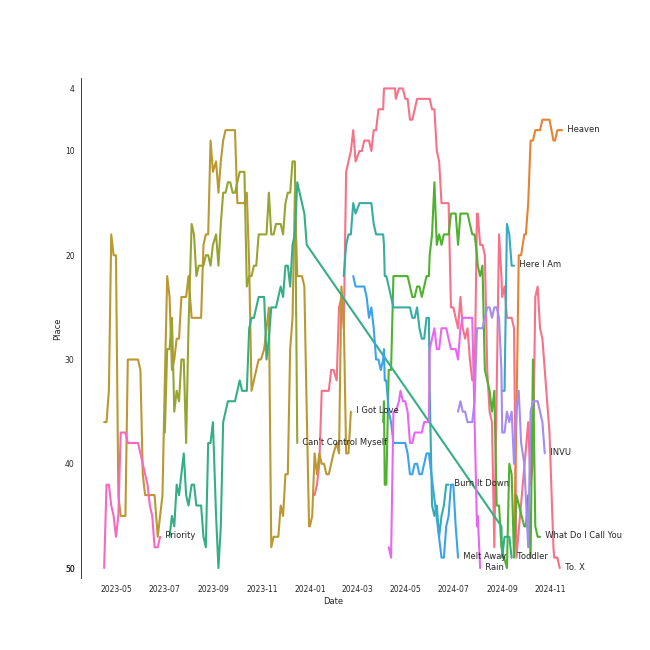 4
10
20
30
40
50
Place
Heaven
Here I Am
I Got Love
Can't Control Myself
INVU
Burn It Down
Priority
What Do I Call You
Melt Away
Toddler
Rain
To. X
2023-05
2023-07
2023-09
2023-11
2024-01
2024-03
2024-05
2024-07
2024-09
2024-11
Date